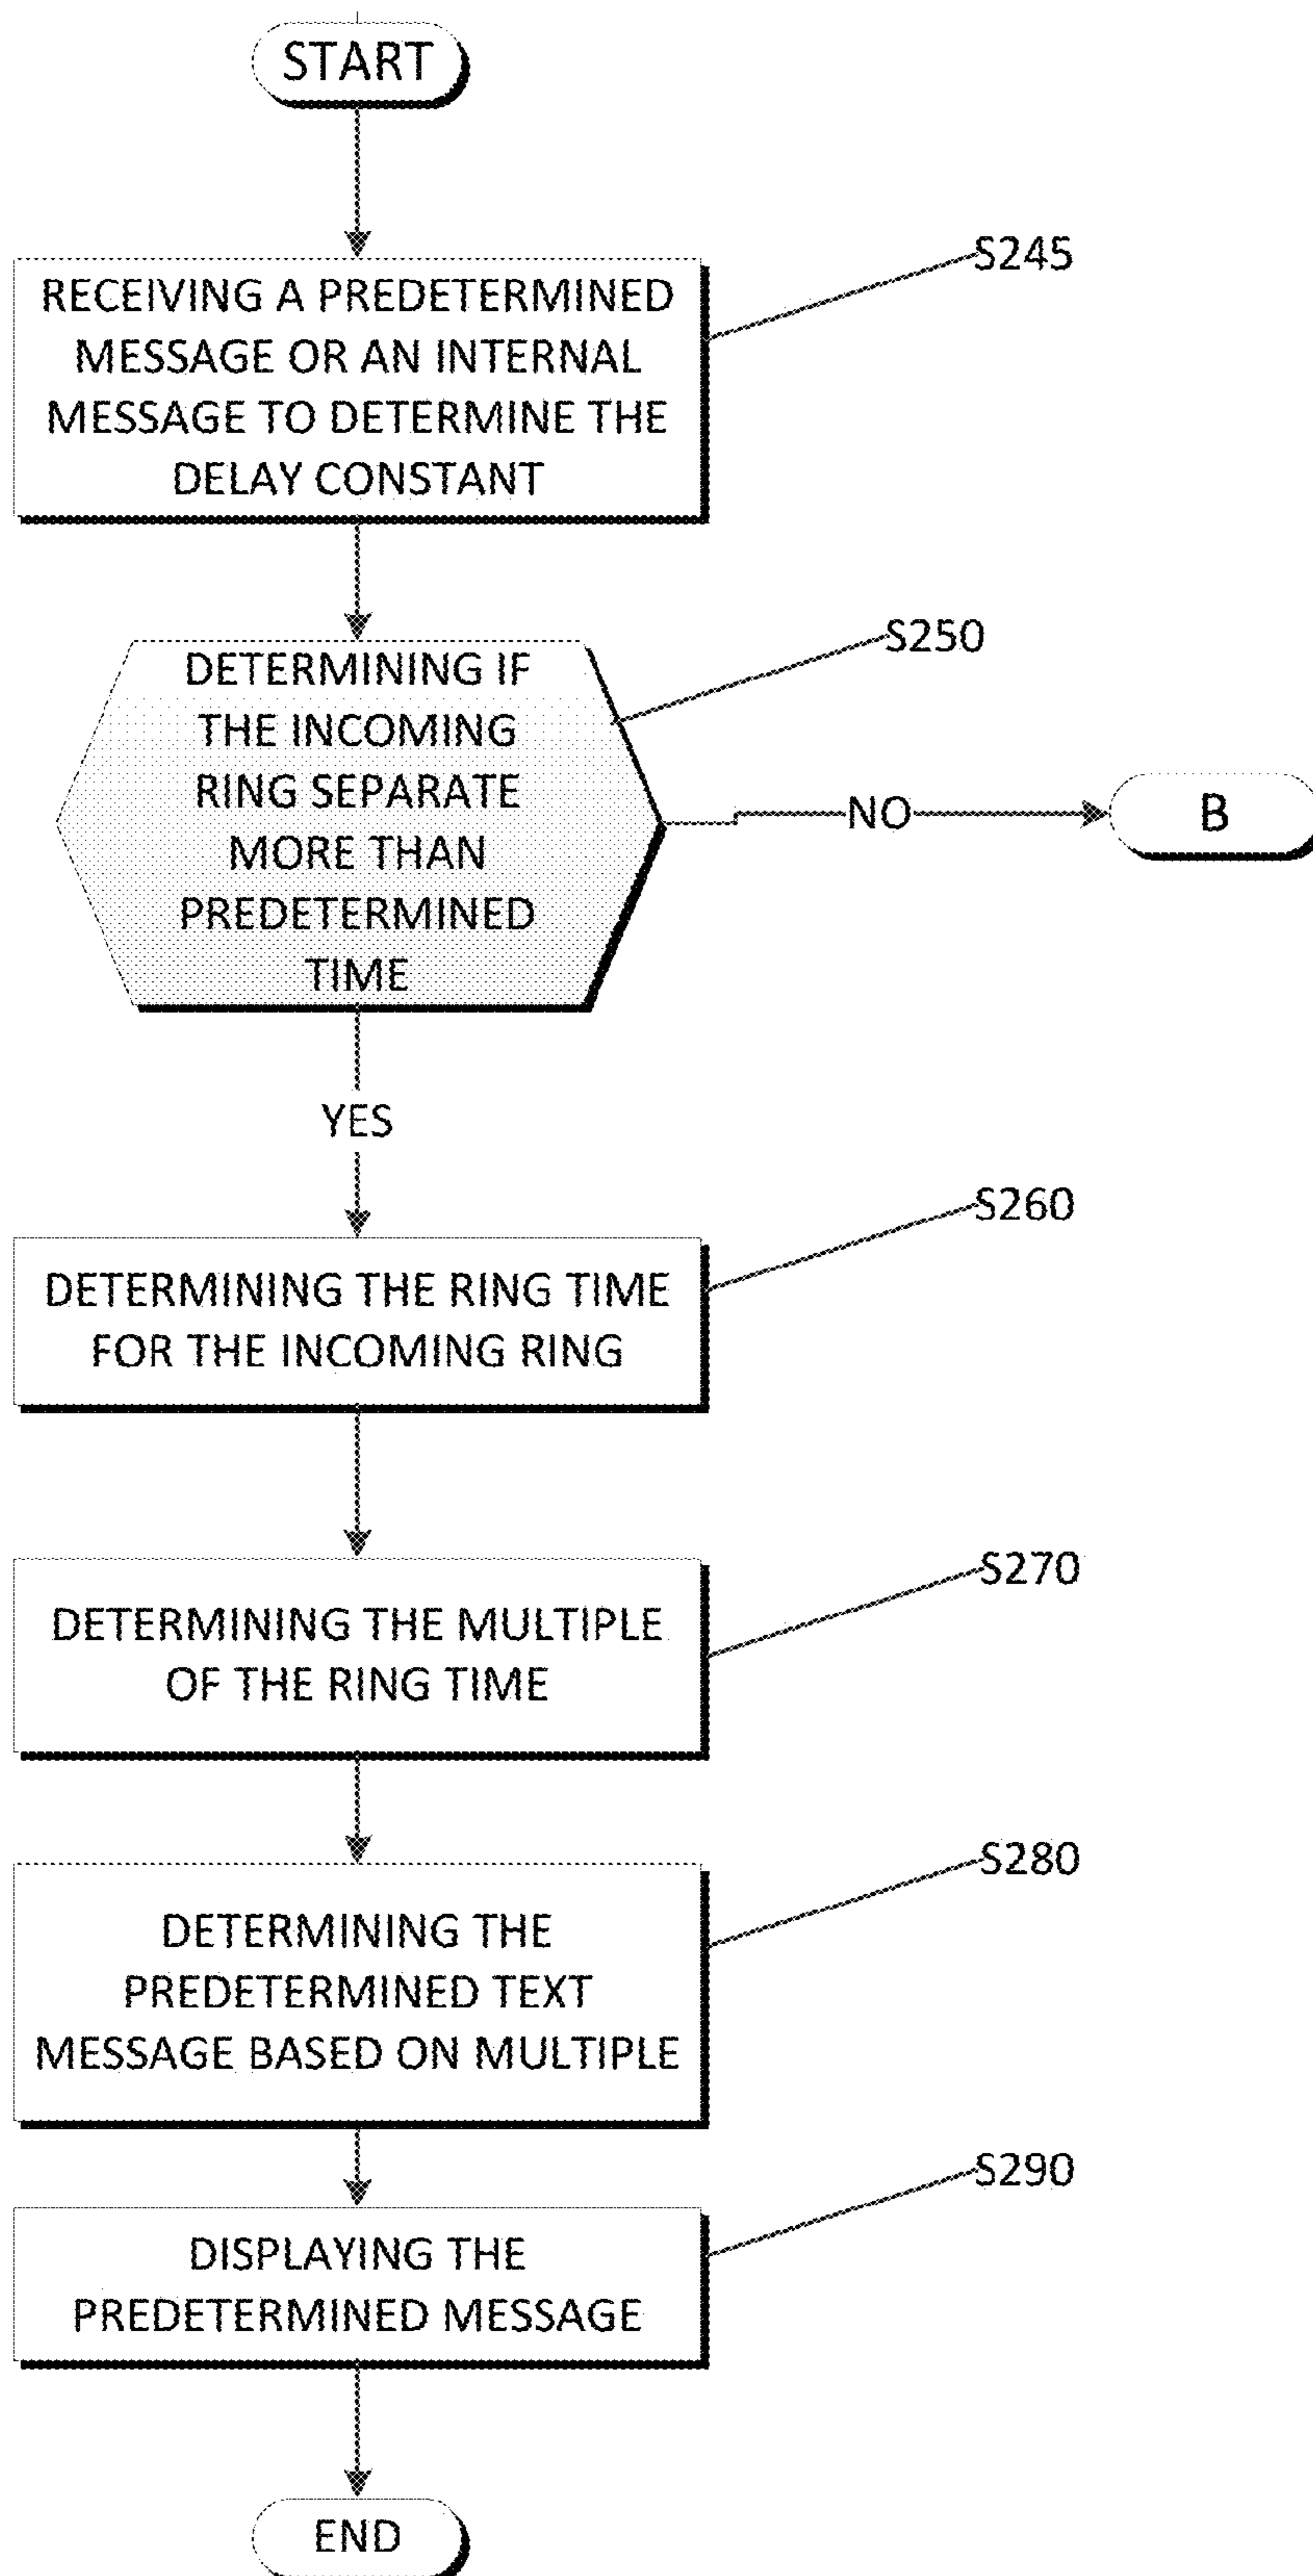 START
S245
RECEIVING A PREDETERMINED
MESSAGE OR AN INTERNAL
MESSAGE TO DETERMINE THE
DELAY CONSTANT
S250
DETERMINING IF
THE INCOMING
RING SEPARATE
MORE THAN
PREDETERMINED
TIME
NO
B
YES
S260
DETERMINING THE RING TIME
FOR THE INCOMING RING
S270
DETERMINING THE MULTIPLE
OF THE RING TIME
S280
DETERMINING THE
PREDETERMINED TEXT
MESSAGE BASED ON MULTIPLE
S290
DISPLAYING THE
PREDETERMINED MESSAGE
END